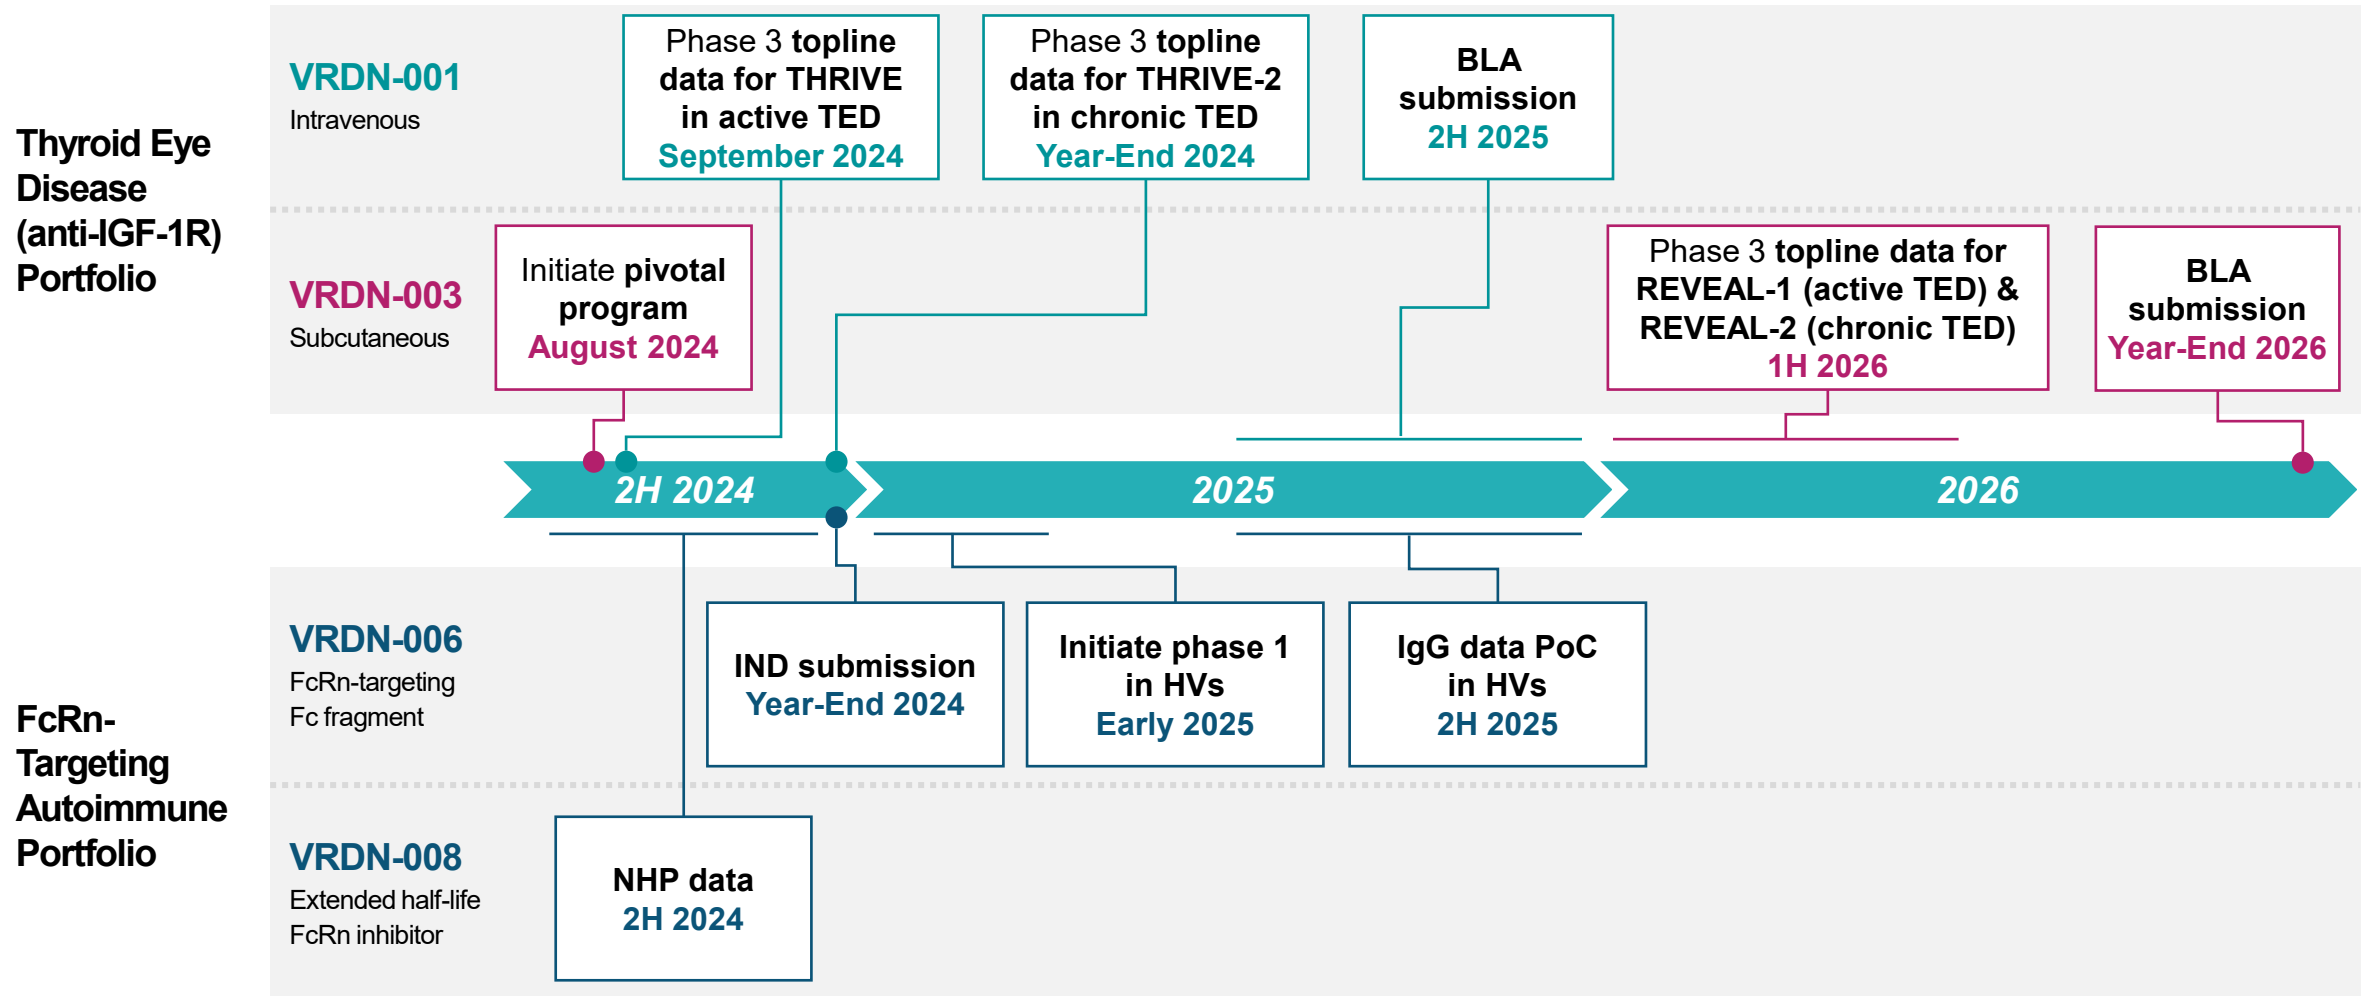 Thyroid Eye
Disease
(anti-IGF-1R)
Portfolio
VRDN-001
Intravenous
Phase 3 topline
data for THRIVE
in active TED
September 2024
Phase 3 topline
data for THRIVE-2
in chronic TED
Year-End 2024
BLA
submission
2H 2025
VRDN-003
Subcutaneous
Initiate pivotal
program
August 2024
Phase 3 topline data for
REVEAL-1 (active TED) &
REVEAL-2 (chronic TED)
1H 2026
BLA
submission
Year-End 2026
2H 2024
2025
2026
FcRn-
Targeting
Autoimmune
Portfolio
VRDN-006
FcRn-targeting
Fc fragment
IND submission
Year-End 2024
Initiate phase 1
in HVs
Early 2025
IgG data PoC
in HVs
2H 2025
VRDN-008
Extended half-life
FcRn inhibitor
NHP data
2H 2024